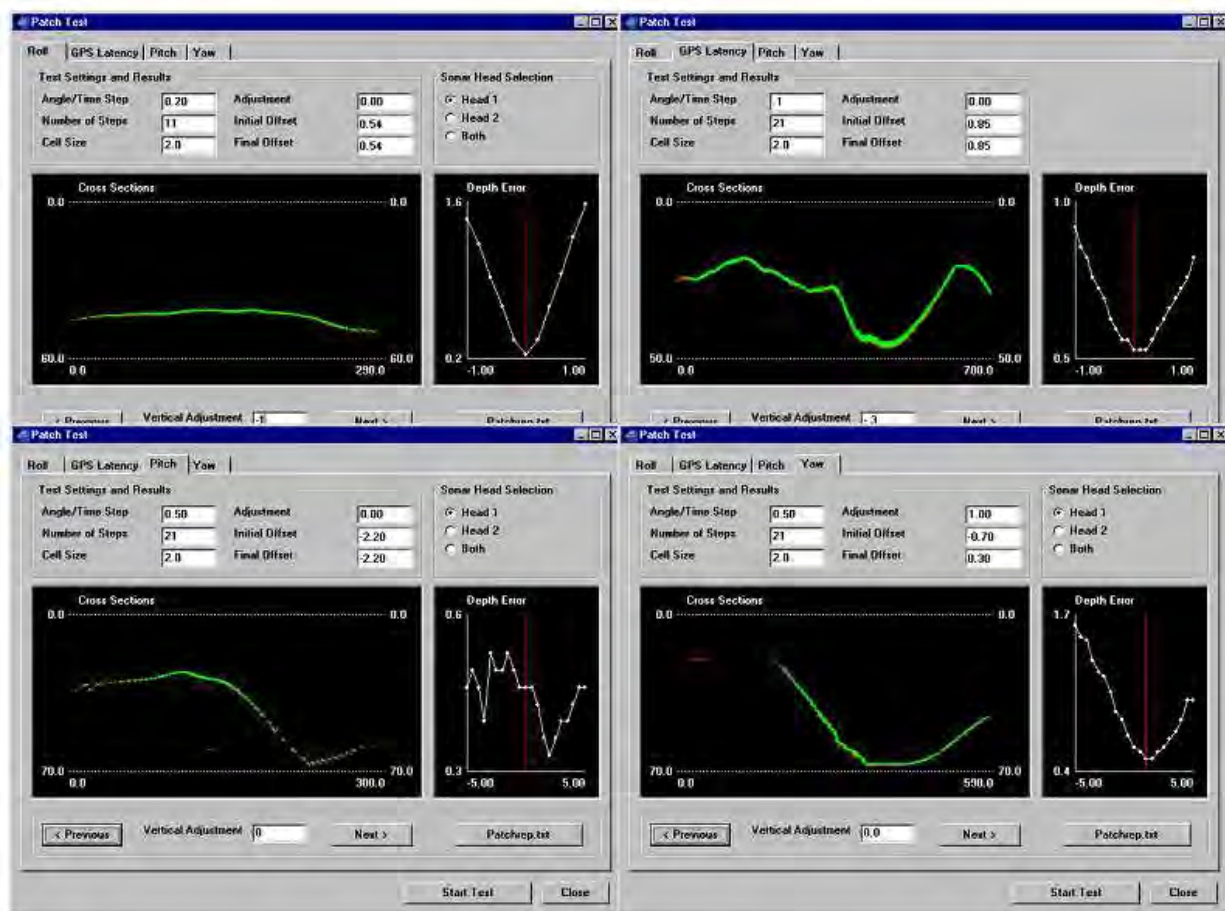 Patch Test
Roll GPS Latency Pitch Yaw
Test Settings and Results
Sonar Head Selection
Angle/Time Step 0.20 Adjustment 0.00
Head 1
Number of Steps 11 Initial Offset 0.54
Head 2
Cell Size 2.0 Final Offset 0.54
Both
Cross Sections
Depth Error
0.0 0.0
1.6
60.0 60.0
0.2
0.0 290.0
-1.00 1.00
< Previous Vertical Adjustment -1 Next > Patchrep.txt
Patch Test
Roll GPS Latency Pitch Yaw
Test Settings and Results
Angle/Time Step .1 Adjustment 0.00
Number of Steps 21 Initial Offset 0.85
Cell Size 2.0 Final Offset 0.85
Cross Sections
Depth Error
0.0 0.0
1.0
50.0 50.0
0.5
0.0 700.0
-1.00 1.00
< Previous Vertical Adjustment -.3 Next > Patchrep.txt
Patch Test
Roll GPS Latency Pitch Yaw
Test Settings and Results
Sonar Head Selection
Angle/Time Step 0.50 Adjustment 0.00
Head 1
Number of Steps 21 Initial Offset -2.20
Head 2
Cell Size 2.0 Final Offset -2.20
Both
Cross Sections
Depth Error
0.0 0.0
0.6
70.0 70.0
0.3
0.0 300.0
-5.00 5.00
< Previous Vertical Adjustment 0 Next > Patchrep.txt
Start Test Close
Patch Test
Roll GPS Latency Pitch Yaw
Test Settings and Results
Sonar Head Selection
Angle/Time Step 0.50 Adjustment 1.00
Head 1
Number of Steps 21 Initial Offset -0.70
Head 2
Cell Size 2.0 Final Offset 0.30
Both
Cross Sections
Depth Error
0.0 0.0
1.7
70.0 70.0
0.4
0.0 590.0
-5.00 5.00
< Previous Vertical Adjustment 0.0 Next > Patchrep.txt
Start Test Close